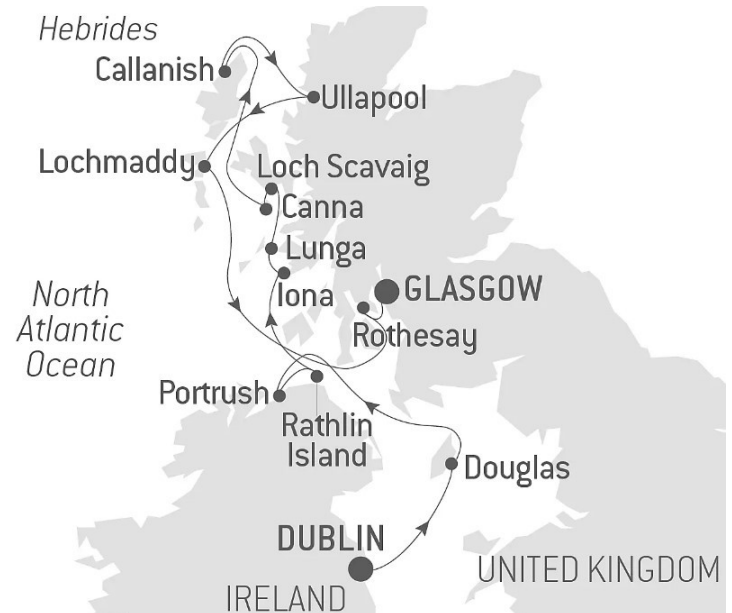 Hebrides
Callanish
Ullapool
Lochmaddy
Loch Scavaig
Canna
Lunga
Iona
GLASGOW
Rothesay
North
Atlantic
Ocean
Portrush
Rathlin
Island
Douglas
DUBLIN
UNITED KINGDOM
IRELAND